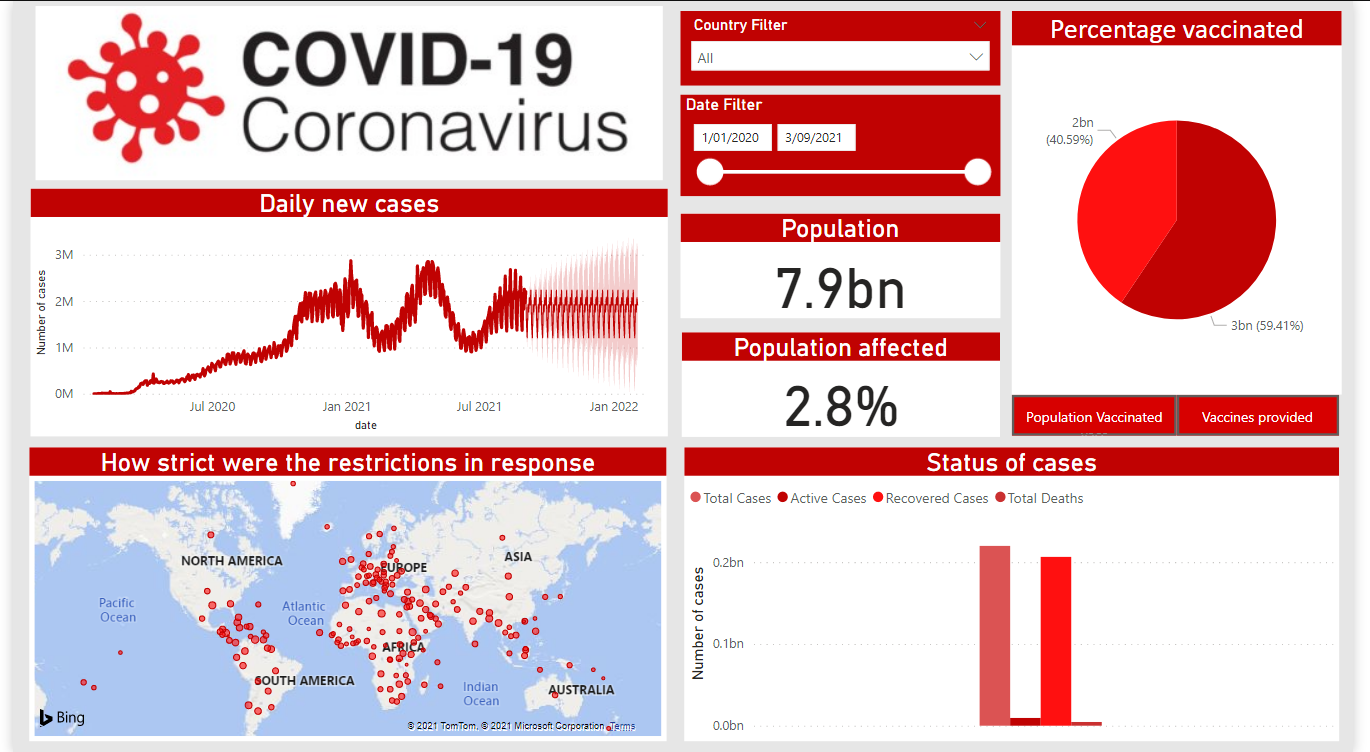 COVID-19
Coronavirus
Country Filter
All
Date Filter
1/01/2020
3/09/2021
Percentage vaccinated
2bn
(40.59%)
3bn (59.41%)
Population Vaccinated
Vaccines provided
Daily new cases
Number of cases
3M
2M
1M
0M
Jul 2020
Jan 2021
Jul 2021
Jan 2022
date
Population
7.9bn
Population affected
2.8%
How strict were the restrictions in response
NORTH AMERICA
EUROPE
ASIA
Pacific
Ocean
Atlantic
Ocean
AFRICA
SOUTH AMERICA
Indian
Ocean
AUSTRALIA
Bing
© 2021 TomTom, © 2021 Microsoft Corporation Terms
Status of cases
Total Cases
Active Cases
Recovered Cases
Total Deaths
Number of cases
0.2bn
0.1bn
0.0bn